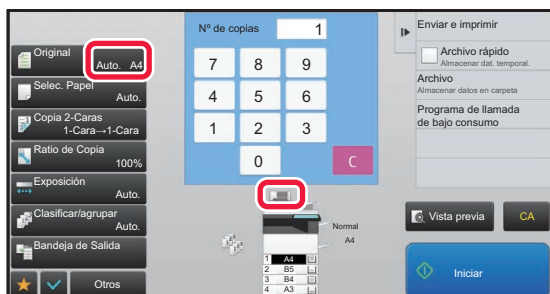 Nº de copias 1
Enviar e imprimir
Original
Auto. A4
Archivo rápido
Almacenar dat. temporal.
Selec. Papel
Auto.
Archivo
Almacenar datos en carpeta
Copia 2-Caras
1-Cara→1-Cara
Programa de llamada
de bajo consumo
Ratio de Copia
100%
7 8 9
4 5 6
1 2 3
0 C
Exposición
Auto.
Clasificar/agrupar
Auto.
Bandeja de Salida
Otros
Normal
A4
1 A4
2 B5
3 B4
4 A3
Vista previa
CA
Iniciar